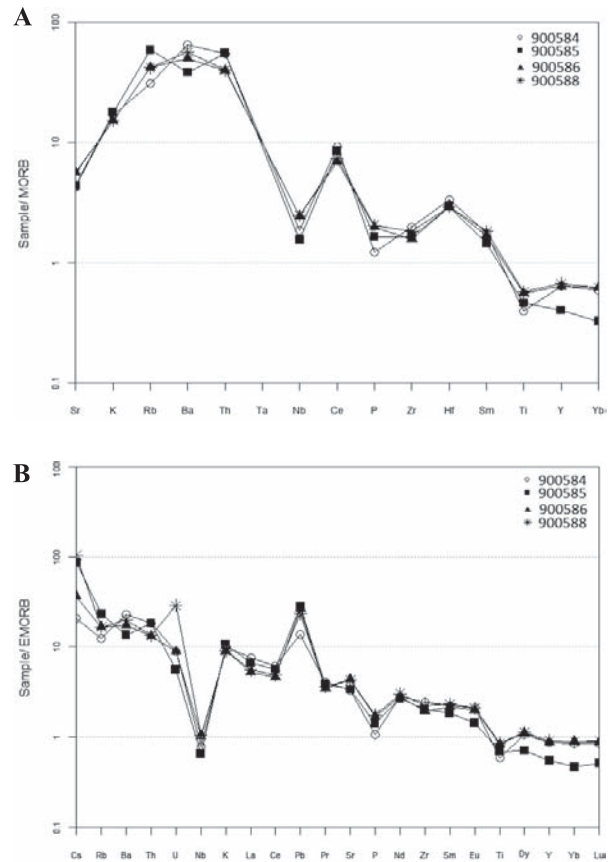 A
Sample/ MORB
100
10
1
0.1
900584
900585
900586
900588
Sr K Rb Ba Th Ta Nb Ce P Zr Hf Sm Ti Y Yb
B
Sample/ EMORB
100
100
10
1
0.1
900584
900585
900586
900588
Cs Rb Ba Th U Nb K La Ce Pb Pr Sr P Nd Zr Sm Eu Ti Dy Y Yb Lu